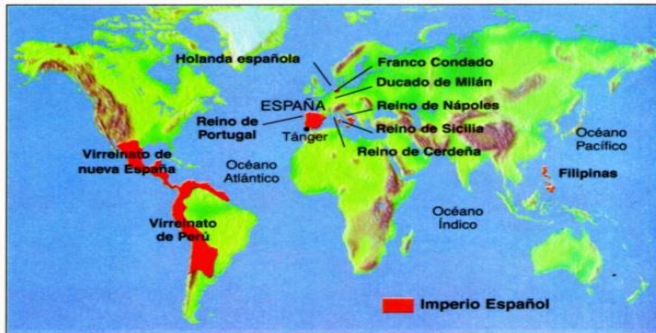 Holanda española
Franco Condado
Ducado de Milán
ESPAÑA
Reino de Nápoles
Reino de
Portugal
Tánger
Reino de Sicilia
Reino de Cerdeña
Océano
Pacífico
Virreinato de
nueva España
Océano
Atlántico
Filipinas
Virreinato
de Perú
Océano
Índico
Imperio Español